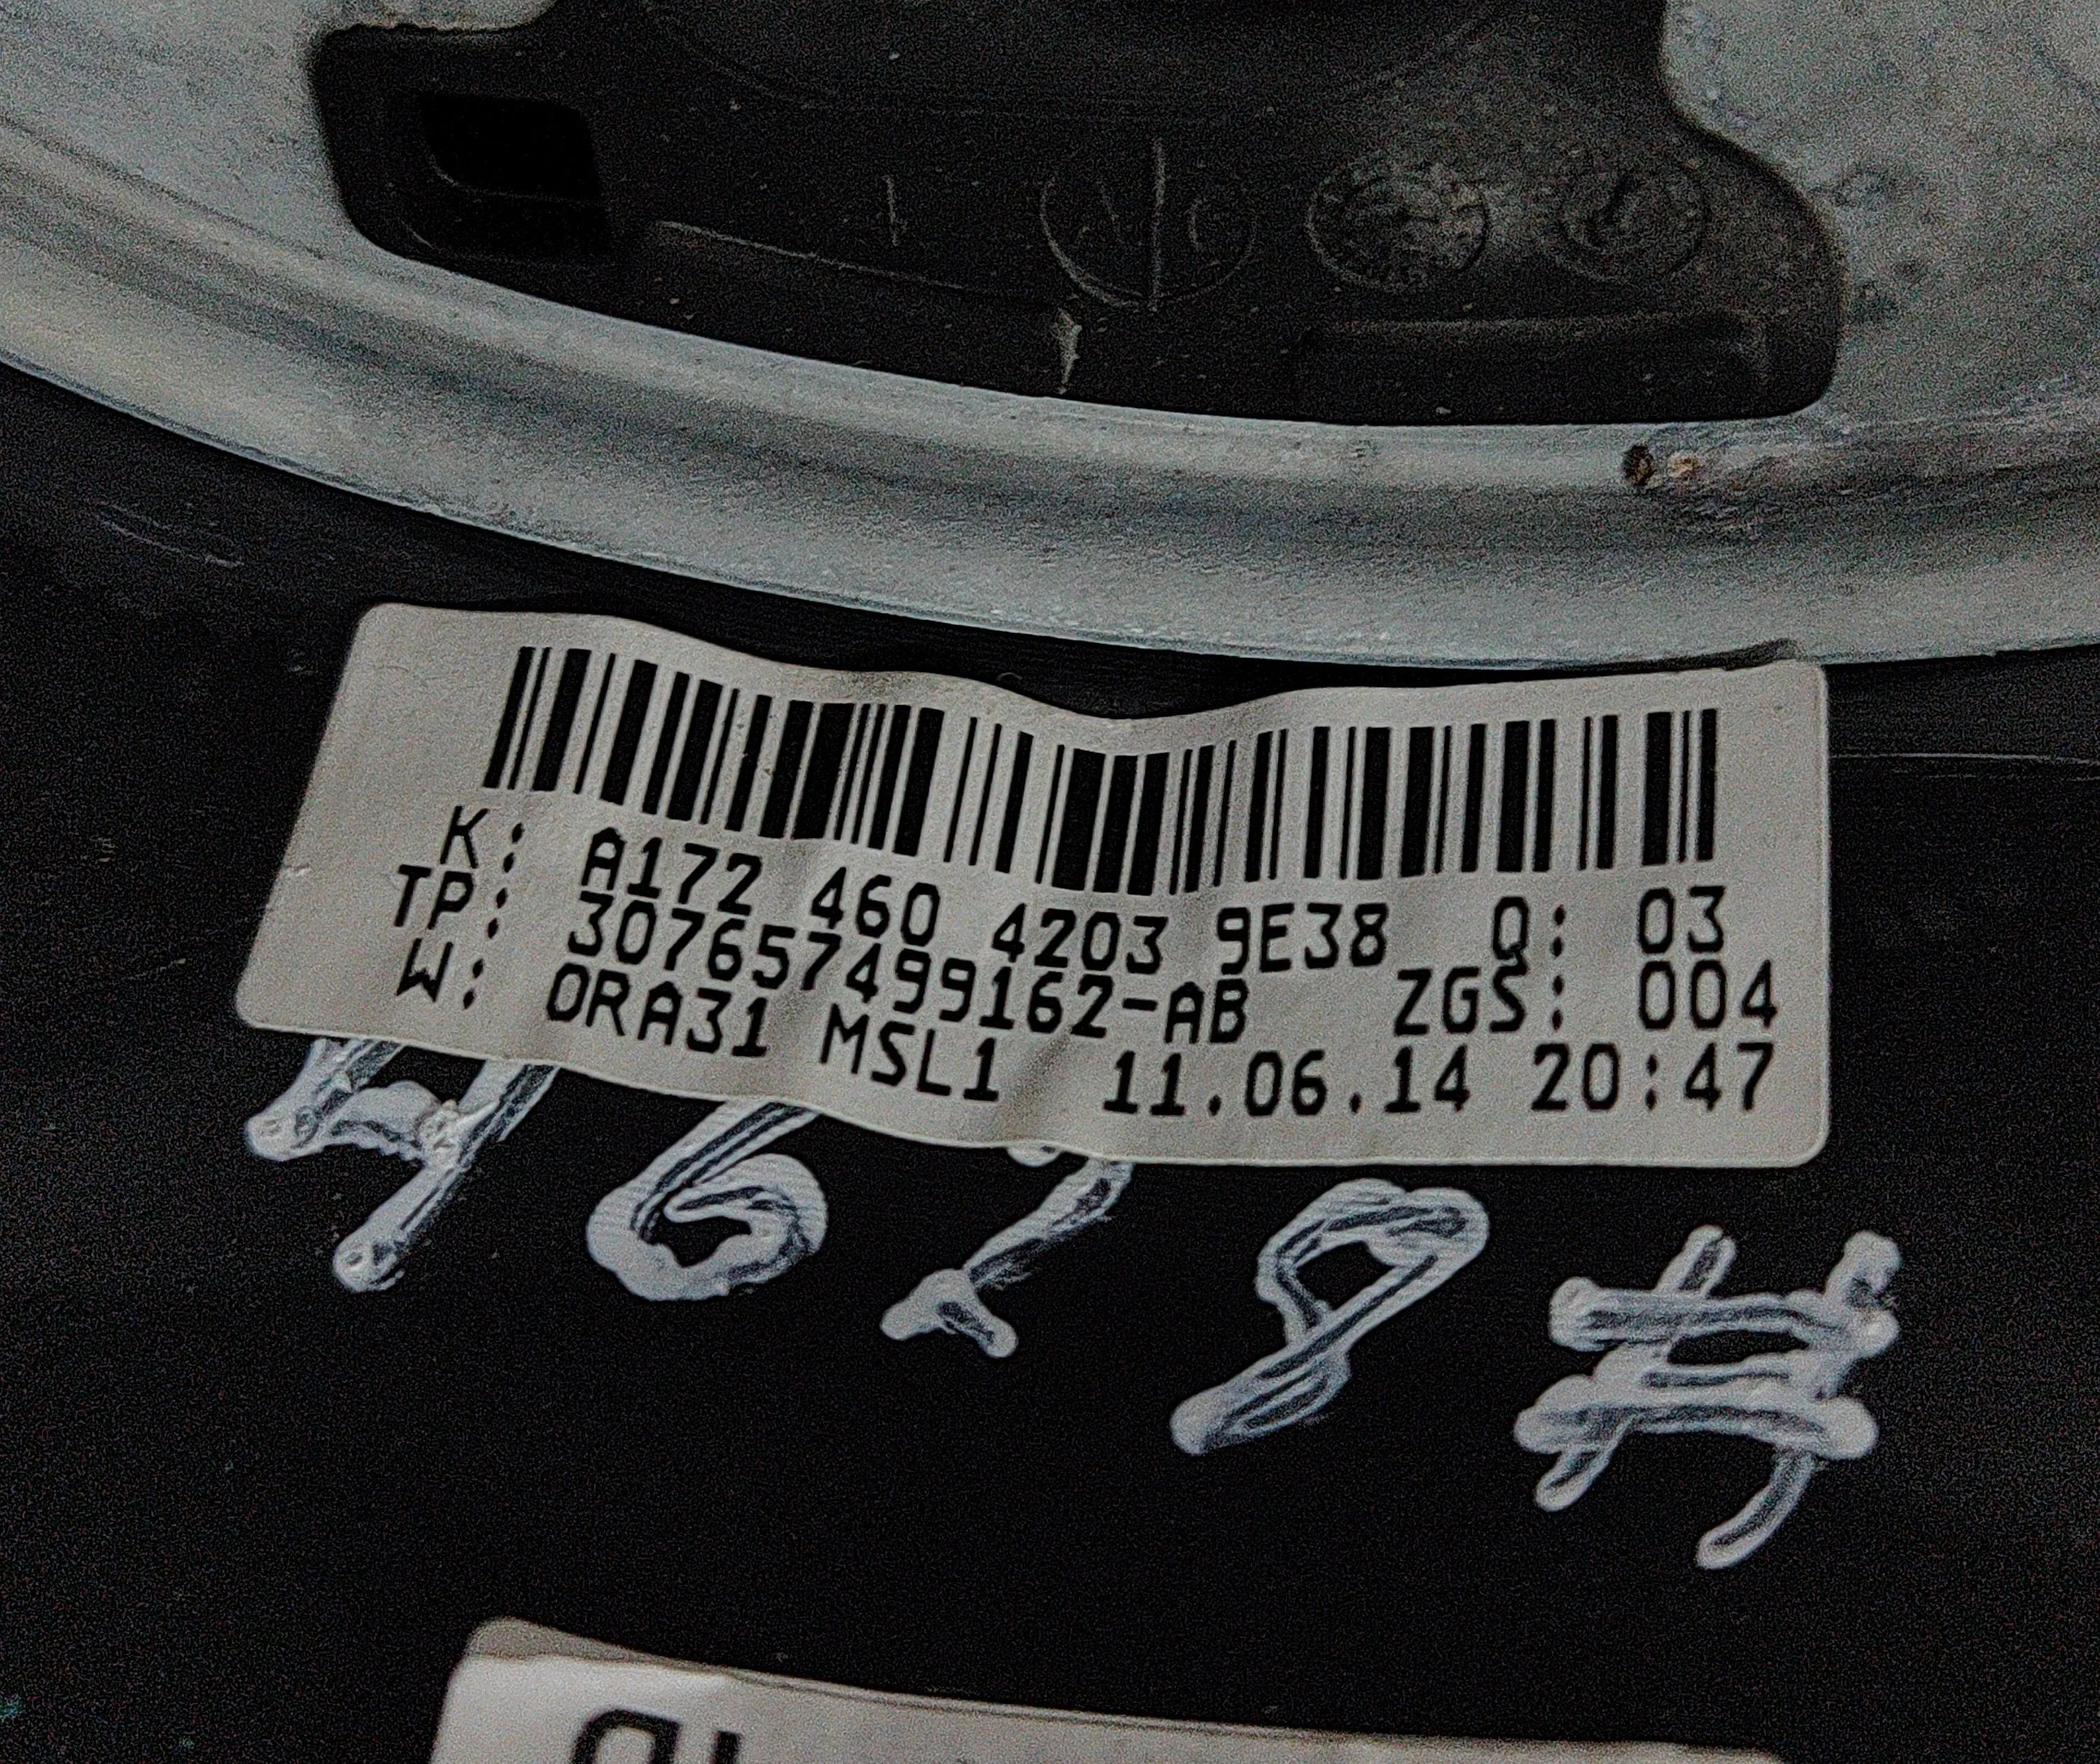 K: A172 460 4203 9E38 Q: 03
TP: 307657499162-AB ZGS: 004
W: ORA31 MSL1 11.06.14 20:47